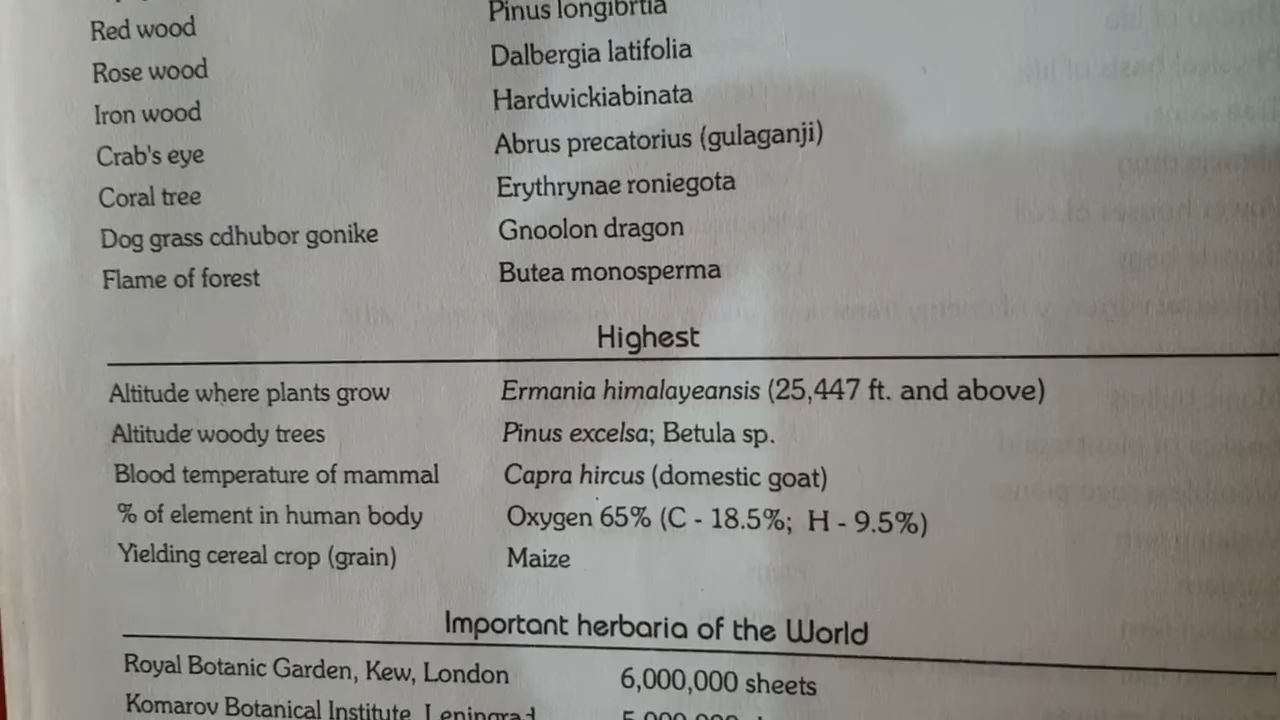 Red wood Pinus longibrtia
Rose wood Dalbergia latifolia
Iron wood Hardwickiabinata
Crab's eye Abrus precatorius (gulaganji)
Coral tree Erythrynae roniegota
Dog grass cdhubor gonike Gnoolon dragon
Flame of forest Butea monosperma
Highest
Altitude where plants grow Ermania himalayeansis (25,447 ft. and above)
Altitude woody trees Pinus excelsa; Betula sp.
Blood temperature of mammal Capra hircus (domestic goat)
% of element in human body Oxygen 65% (C - 18.5%; H - 9.5%)
Yielding cereal crop (grain) Maize
Important herbaria of the World
Royal Botanic Garden, Kew, London 6,000,000 sheets
Komarov Botanical Institute, Leningrad